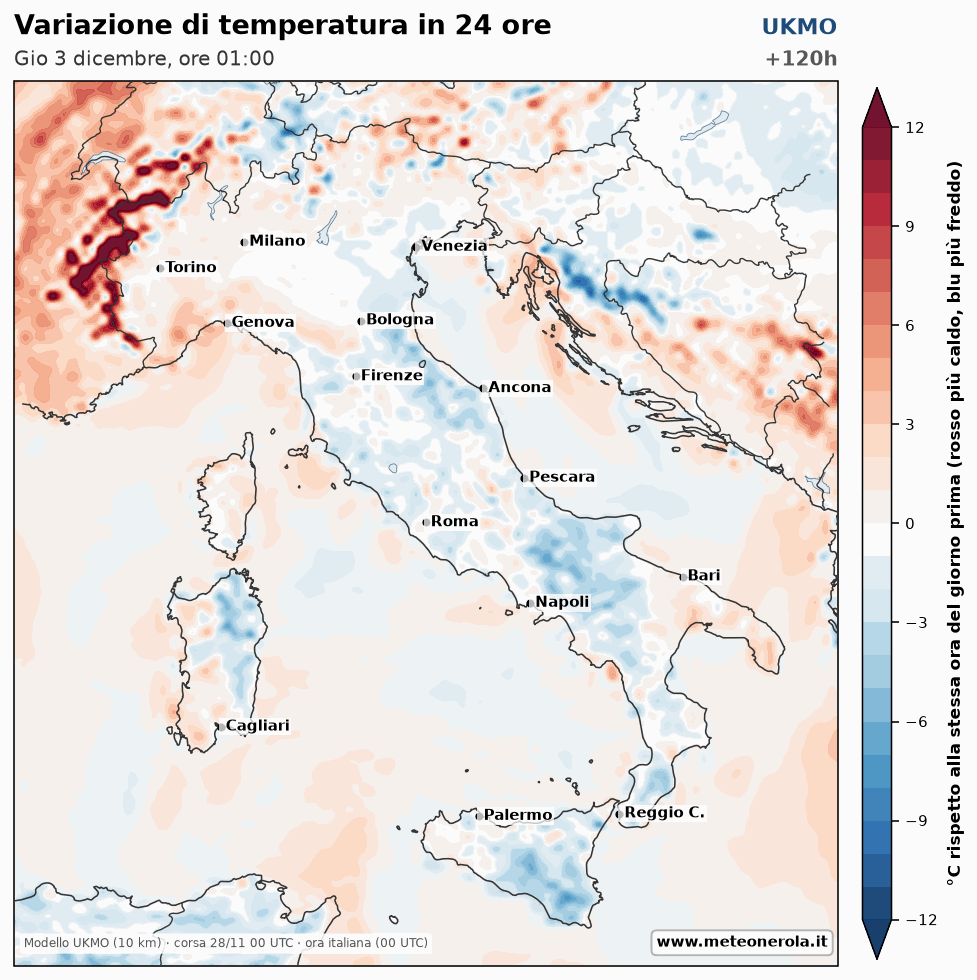 Variazione di temperatura in 24 ore
UKMO
Gio 3 dicembre, ore 01:00
+120h
Milano
Venezia
Torino
Genova
Bologna
Firenze
Ancona
Pescara
Roma
Bari
Napoli
Cagliari
Palermo
Reggio C.
12
9
6
3
0
−3
−6
−9
−12
°C rispetto alla stessa ora del giorno prima (rosso più caldo, blu più freddo)
Modello UKMO (10 km) · corsa 28/11 00 UTC · ora italiana (00 UTC)
www.meteonerola.it